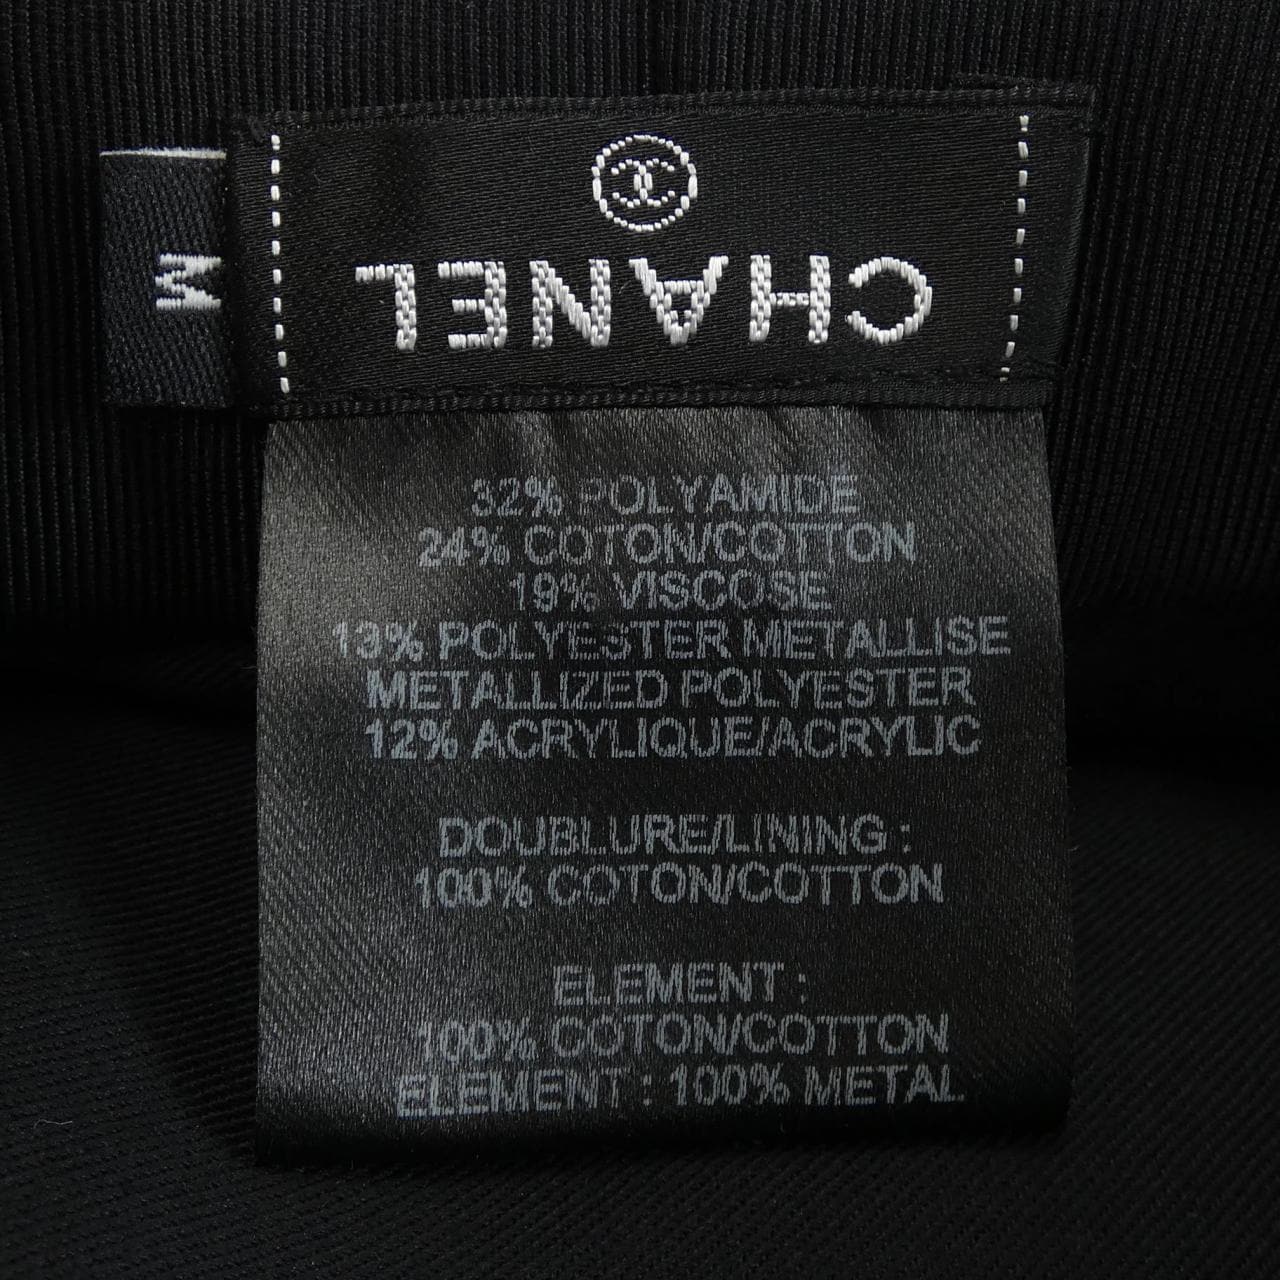 M
CHANEL
32% POLYAMIDE
24% COTON/COTTON
19% VISCOSE
13% POLYESTER METALLISE
METALLIZED POLYESTER
12% ACRYLIQUE/ACRYLIC
DOUBLURE/LINING :
100% COTON/COTTON
ELEMENT :
100% COTON/COTTON
ELEMENT : 100% METAL